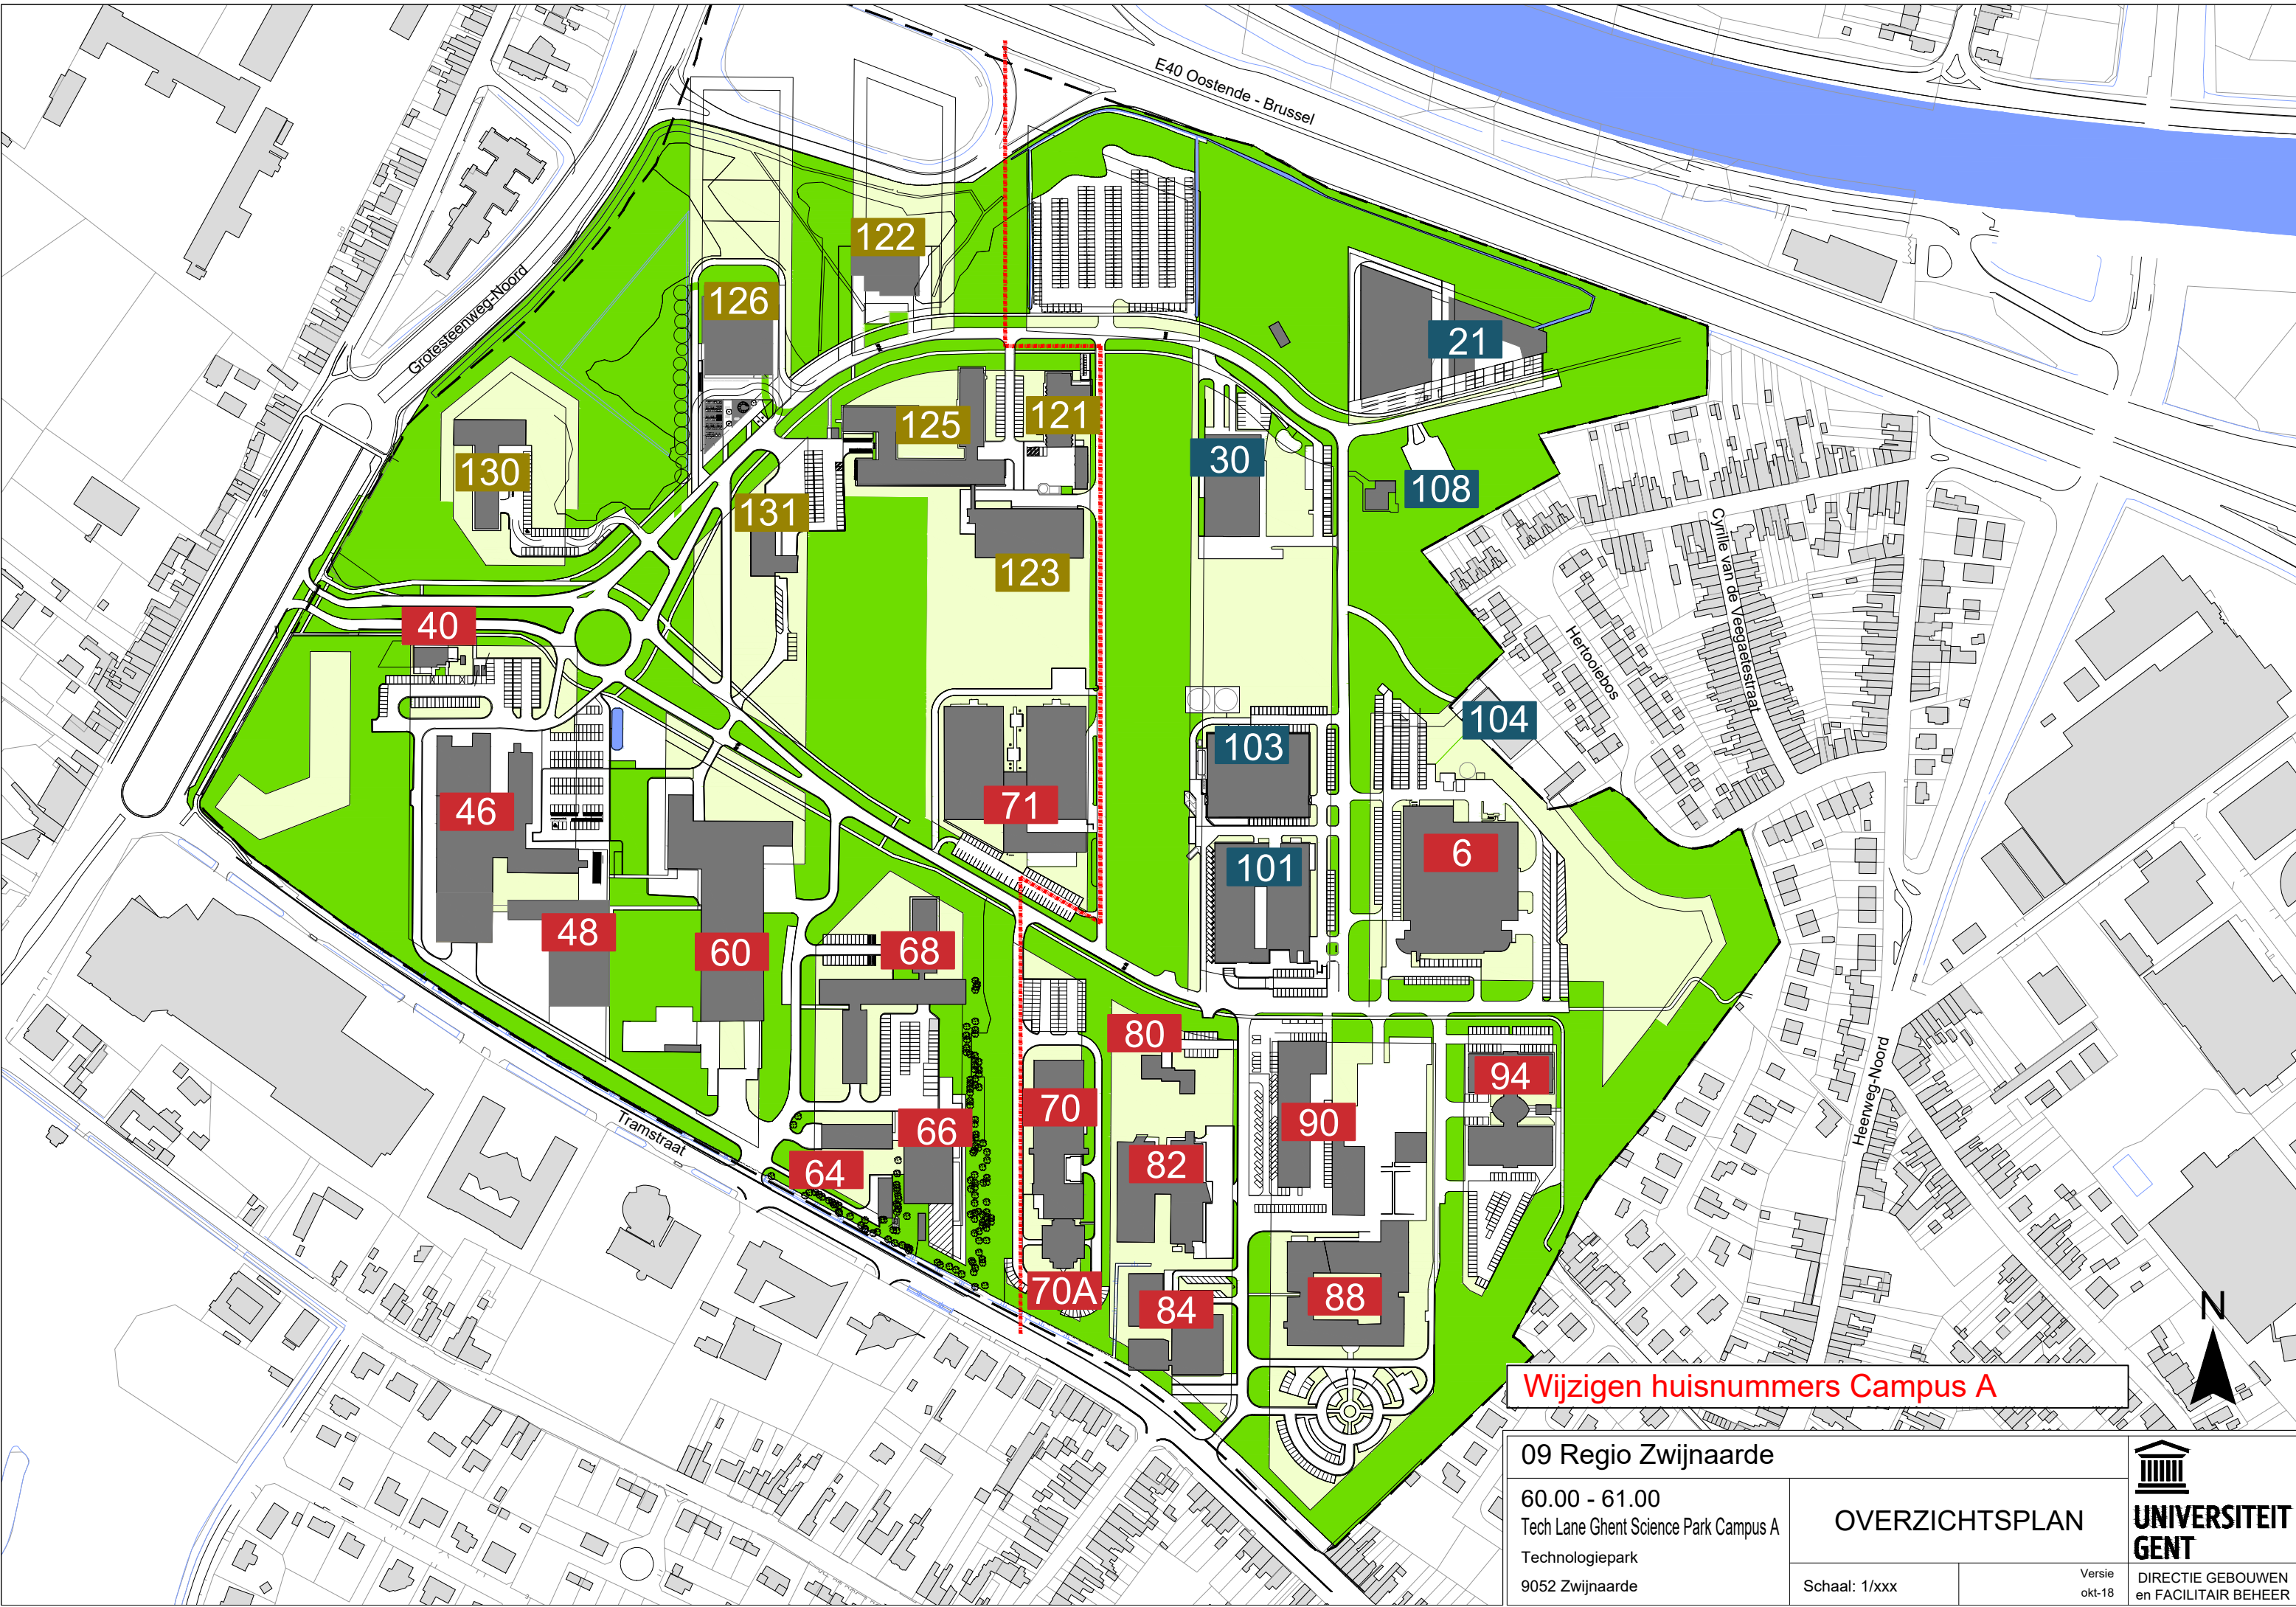 E40 Oostende - Brussel
Grotesteenweg-Noord
122
126
21
125
121
30
130
108
131
123
Cyrille van de Veegaetestraat
40
Hertooiebos
104
103
71
46
6
101
48
60
68
80
94
70
90
66
Heerweg-Noord
Tramstraat
82
64
70A
84
88
N
Wijzigen huisnummers Campus A
09 Regio Zwijnaarde
60.00 - 61.00
Tech Lane Ghent Science Park Campus A
Technologiepark
9052 Zwijnaarde
OVERZICHTSPLAN
Schaal: 1/xxx
Versie
okt-18
UNIVERSITEIT
GENT
DIRECTIE GEBOUWEN
en FACILITAIR BEHEER